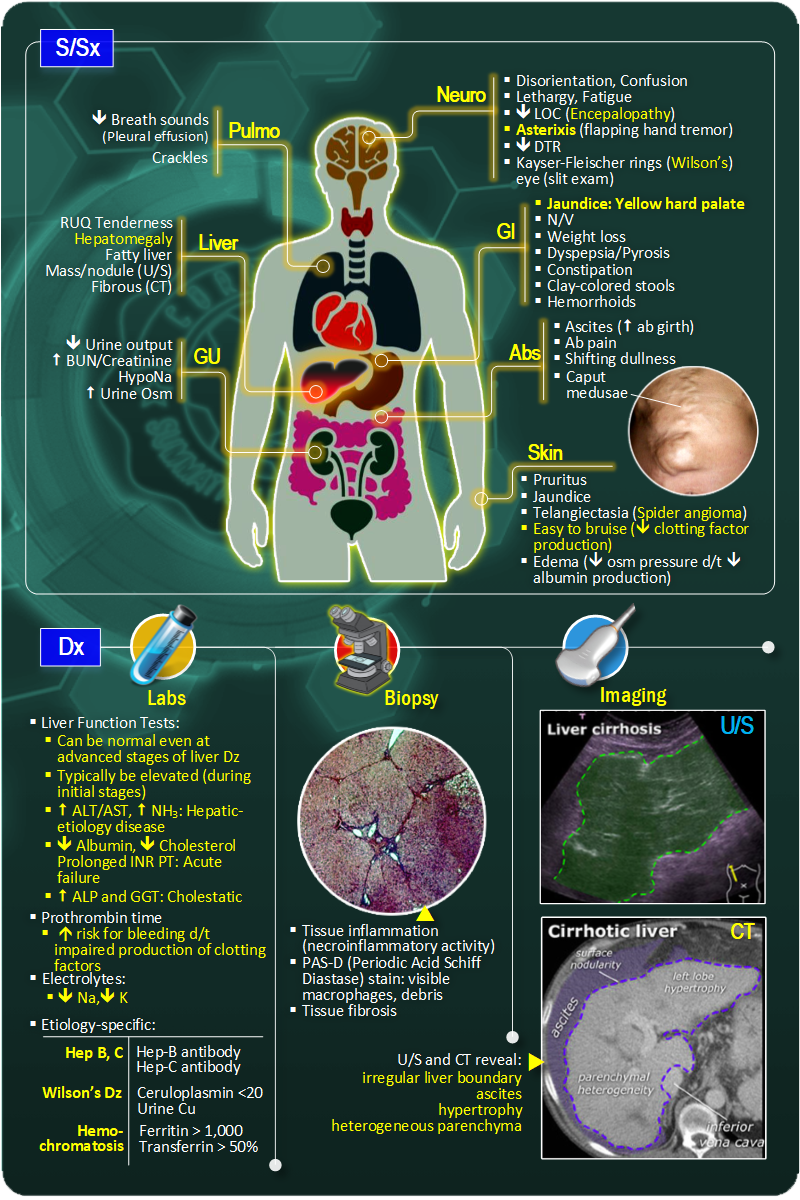 S/Sx
Pulmo
🡇 Breath sounds
(Pleural effusion)
Crackles
Liver
RUQ Tenderness
Hepatomegaly
Fatty liver
Mass/nodule (U/S)
Fibrous (CT)
GU
🡇 Urine output
↑ BUN/Creatinine
HypoNa
↑ Urine Osm
Neuro
▪ Disorientation, Confusion
▪ Lethargy, Fatigue
▪ 🡇 LOC (Encepalopathy)
▪ Asterixis (flapping hand tremor)
▪ 🡇 DTR
▪ Kayser-Fleischer rings (Wilson's)
eye (slit exam)
GI
▪ Jaundice: Yellow hard palate
▪ N/V
▪ Weight loss
▪ Dyspepsia/Pyrosis
▪ Constipation
▪ Clay-colored stools
▪ Hemorrhoids
Abs
▪ Ascites (↑ ab girth)
▪ Ab pain
▪ Shifting dullness
▪ Caput
medusae
Skin
▪ Pruritus
▪ Jaundice
▪ Telangiectasia (Spider angioma)
▪ Easy to bruise (🡇 clotting factor
production)
▪ Edema (🡇 osm pressure d/t 🡇
albumin production)
Dx
Labs
▪ Liver Function Tests:
▪ Can be normal even at
advanced stages of liver Dz
▪ Typically be elevated (during
initial stages)
▪ ↑ ALT/AST, ↑ NH₃: Hepatic-
etiology disease
▪ 🡇 Albumin, 🡇 Cholesterol
Prolonged INR PT: Acute
failure
▪ ↑ ALP and GGT: Cholestatic
▪ Prothrombin time
▪ ↑ risk for bleeding d/t
impaired production of clotting
factors
▪ Electrolytes:
▪ 🡇 Na, 🡇 K
▪ Etiology-specific:
Hep B, C Hep-B antibody
Hep-C antibody
Wilson's Dz Ceruloplasmin <20
Urine Cu
Hemo- Ferritin > 1,000
chromatosis Transferrin > 50%
Biopsy
▪ Tissue inflammation
(necroinflammatory activity)
▪ PAS-D (Periodic Acid Schiff
Diastase) stain: visible
macrophages, debris
▪ Tissue fibrosis
Imaging
Liver cirrhosis U/S
Cirrhotic liver CT
surface
nodularity
left lobe
hypertrophy
ascites
parenchymal
heterogeneity
inferior
vena cava
U/S and CT reveal:
irregular liver boundary
ascites
hypertrophy
heterogeneous parenchyma